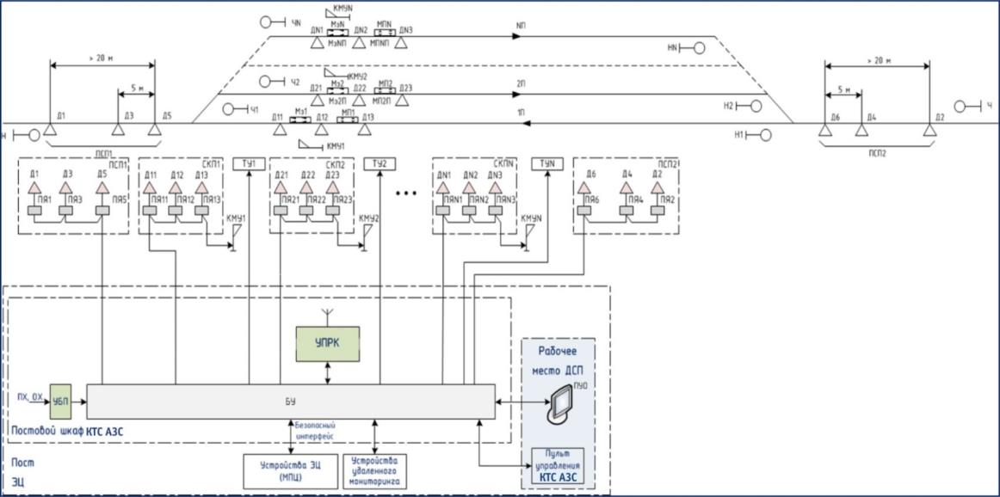 КМУN
ЧN
ДN1 МэN ДN2 МПN ДN3
NП
МэNП МПNП
НN
> 20 м
> 20 м
КМУ2
Ч2
Мэ2 МП2
Д21 Д22 Д23
2П
5 м
5 м
Мэ2П МП2П
Д1 Д3 Д5
Ч1
Мэ1 МП1
Д11 Д12 Д13
1П
Н2
Д6 Д4 Д2
Ч
Н
Н1
КМУ1
ПСП1
ПСП2
ПСП1
Д1 Д3 Д5
ПЯ1 ПЯ3 ПЯ5
СКП1
Д11 Д12 Д13
ПЯ11 ПЯ12 ПЯ13
КМУ1
ТУ1
СКП2
Д21 Д22 Д23
ПЯ21 ПЯ22 ПЯ23
КМУ2
ТУ2
...
СКПN
ДN1 ДN2 ДN3
ПЯN1 ПЯN2 ПЯN3
КМУN
ТУN
ПСП2
Д6 Д4 Д2
ПЯ6 ПЯ4 ПЯ2
УПРК
Рабочее
место ДСП
ПУО
ПХ, ОХ
УБП
БУ
Постовой шкаф КТС АЗС
Безопасный
интерфейс
Пост
ЭЦ
Устройства ЭЦ
(МПЦ)
Устройства
удаленного
мониторинга
Пульт
управления
КТС АЗС